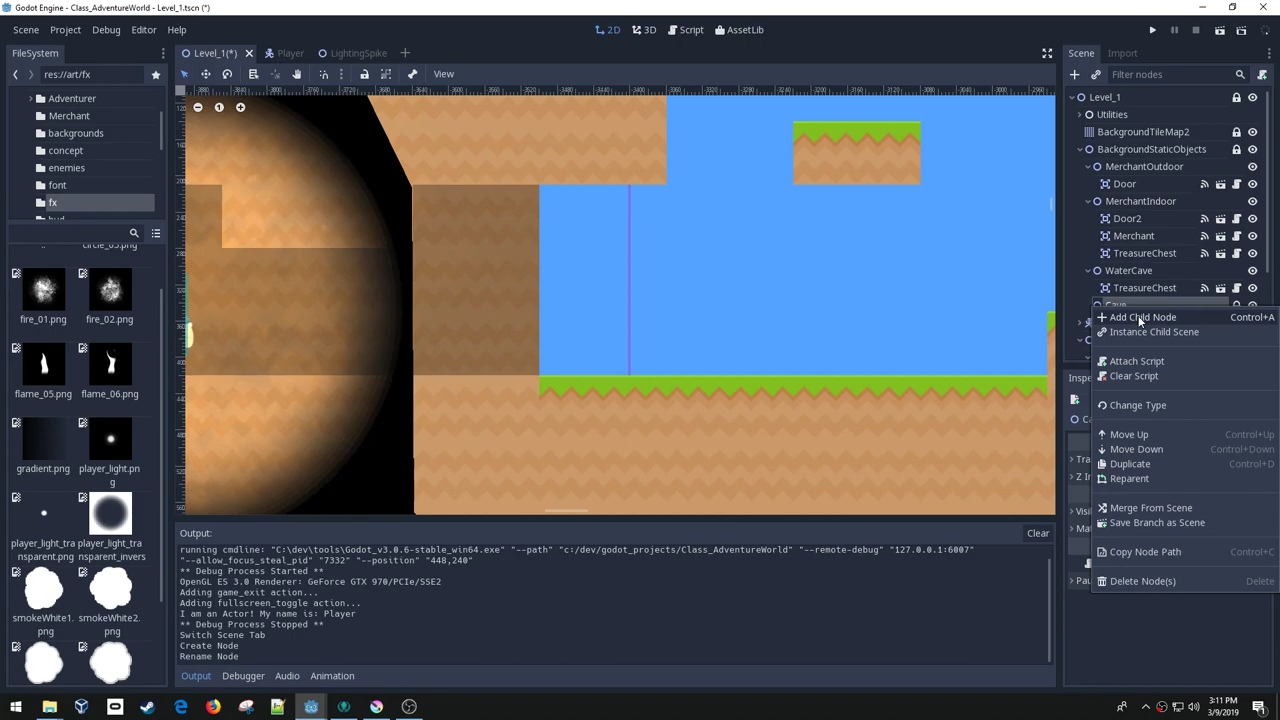 Godot Engine - Class_AdventureWorld - Level_1.tscn (*)
Scene Project Debug Editor Help
2D 3D Script AssetLib
FileSystem
Level_1(*) Player LightingSpike
Scene Import
res://art/fx
View
Filter nodes
Adventurer
Merchant
backgrounds
concept
enemies
font
fx
fire_01.png fire_02.png
flame_05.png flame_06.png
gradient.png player_light.pn
g
player_light_tra
nsparent.png
player_light_tra
nsparent_invers
smokeWhite1.
png
smokeWhite2.
png
Level_1
Utilities
BackgroundTileMap2
BackgroundStaticObjects
MerchantOutdoor
Door
MerchantIndoor
Door2
Merchant
TreasureChest
WaterCave
TreasureChest
Add Child Node Control+A
Instance Child Scene
Attach Script
Clear Script
Change Type
Move Up Control+Up
Move Down Control+Down
Duplicate Control+D
Reparent
Merge From Scene
Save Branch as Scene
Copy Node Path Control+C
Delete Node(s) Delete
Output:
Clear
running cmdline: "C:\dev\tools\Godot_v3.0.6-stable_win64.exe" "--path" "c:/dev/godot_projects/Class_AdventureWorld" "--remote-debug" "127.0.0.1:6007"
"--allow_focus_steal_pid" "7332" "--position" "448,240"
** Debug Process Started **
OpenGL ES 3.0 Renderer: GeForce GTX 970/PCIe/SSE2
Adding game_exit action...
Adding fullscreen_toggle action...
I am an Actor! My name is: Player
** Debug Process Stopped **
Switch Scene Tab
Create Node
Rename Node
Output Debugger Audio Animation
3:11 PM
3/9/2019